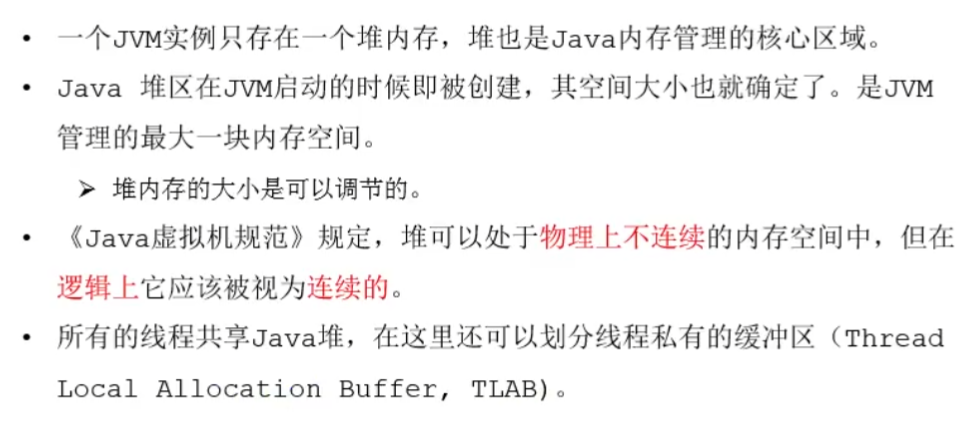 • 一个JVM实例只存在一个堆内存，堆也是Java内存管理的核心区域。
• Java 堆区在JVM启动的时候即被创建，其空间大小也就确定了。是JVM
管理的最大一块内存空间。
➢ 堆内存的大小是可以调节的。
• 《Java虚拟机规范》规定，堆可以处于物理上不连续的内存空间中，但在
逻辑上它应该被视为连续的。
• 所有的线程共享Java堆，在这里还可以划分线程私有的缓冲区（Thread
Local Allocation Buffer, TLAB)。